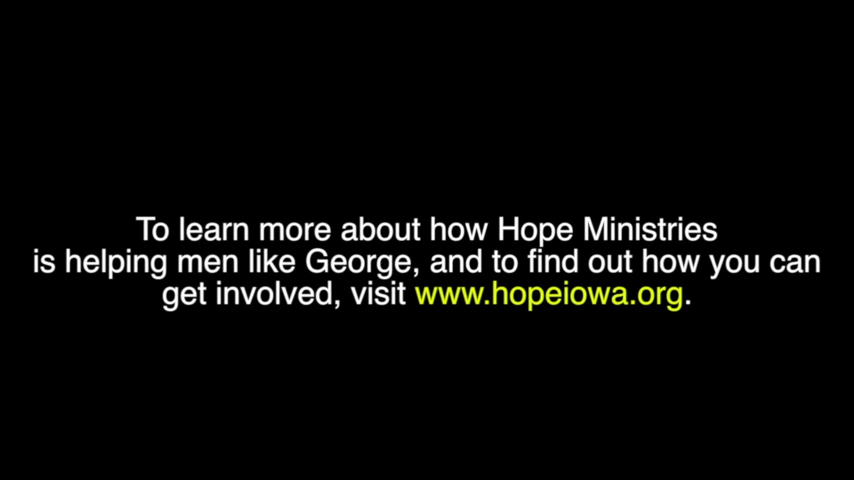 To learn more about how Hope Ministries
is helping men like George, and to find out how you can
get involved, visit www.hopeiowa.org.